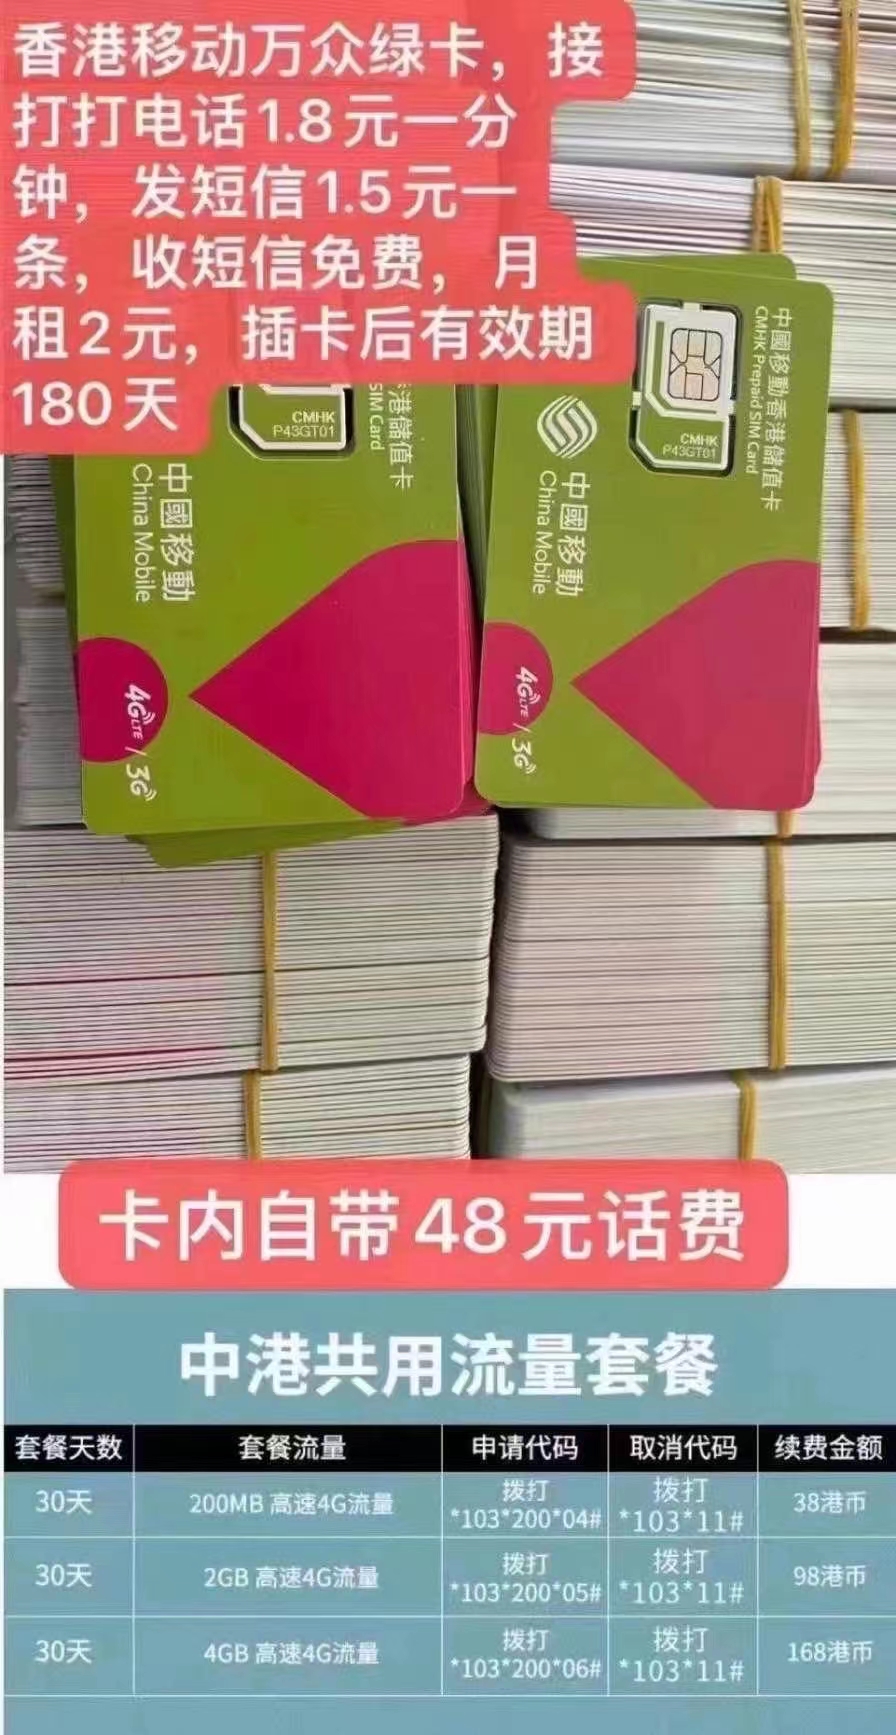 香港移动万众绿卡，接
打打电话1.8元一分
钟，发短信1.5元一
条，收短信免费，月
租2元，插卡后有效期
180天
中國移動香港儲值卡
CMHK Prepaid SIM Card
CMHK
P43GT01
中國移動
China Mobile
4G LTE / 3G
港儲值卡
SIM Card
CMHK
P43GT01
中國移動
China Mobile
4G LTE / 3G
卡内自带48元话费
中港共用流量套餐
套餐天数 套餐流量 申请代码 取消代码 续费金额
30天 200MB 高速4G流量 拨打 *103*200*04# 拨打 *103*11# 38港币
30天 2GB 高速4G流量 拨打 *103*200*05# 拨打 *103*11# 98港币
30天 4GB 高速4G流量 拨打 *103*200*06# 拨打 *103*11# 168港币